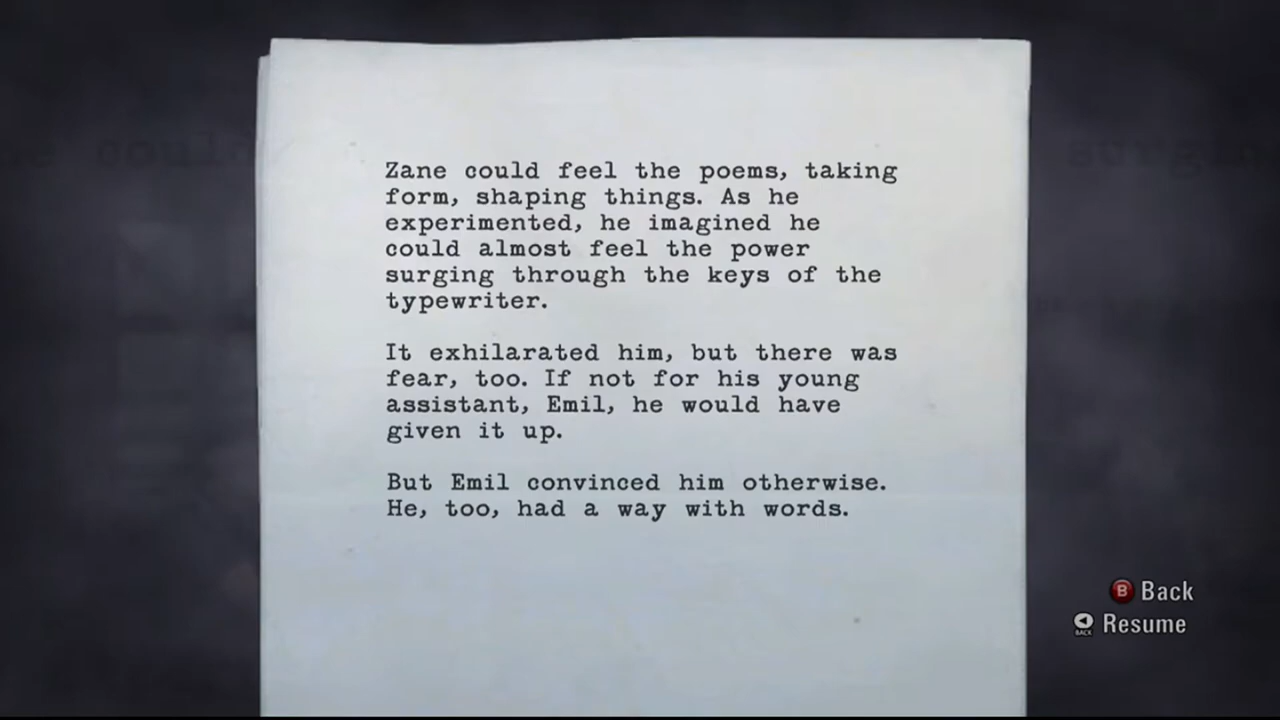 Zane could feel the poems, taking
form, shaping things. As he
experimented, he imagined he
could almost feel the power
surging through the keys of the
typewriter.
It exhilarated him, but there was
fear, too. If not for his young
assistant, Emil, he would have
given it up.
But Emil convinced him otherwise.
He, too, had a way with words.
B Back
BACK Resume